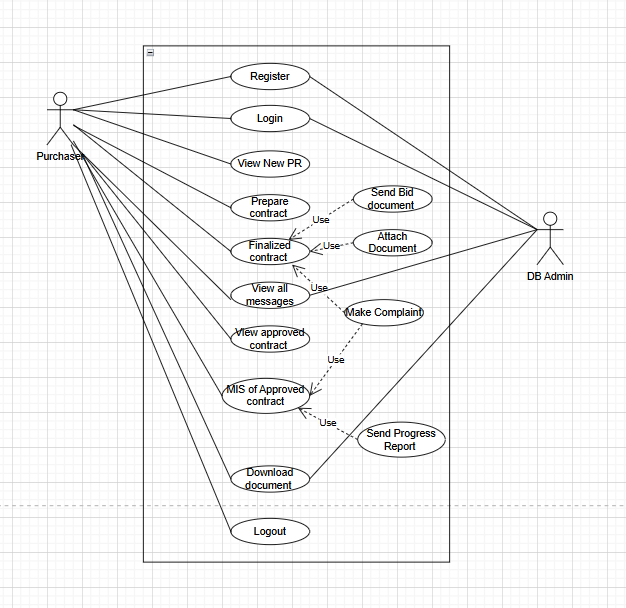 Register
Login
Purchaser
View New PR
Send Bid
document
Prepare
contract
Use
Attach
Document
Finalized
contract
Use
DB Admin
View all
messages
Use
Make Complaint
View approved
contract
Use
MIS of Approved
contract
Use
Send Progress
Report
Download
document
Logout